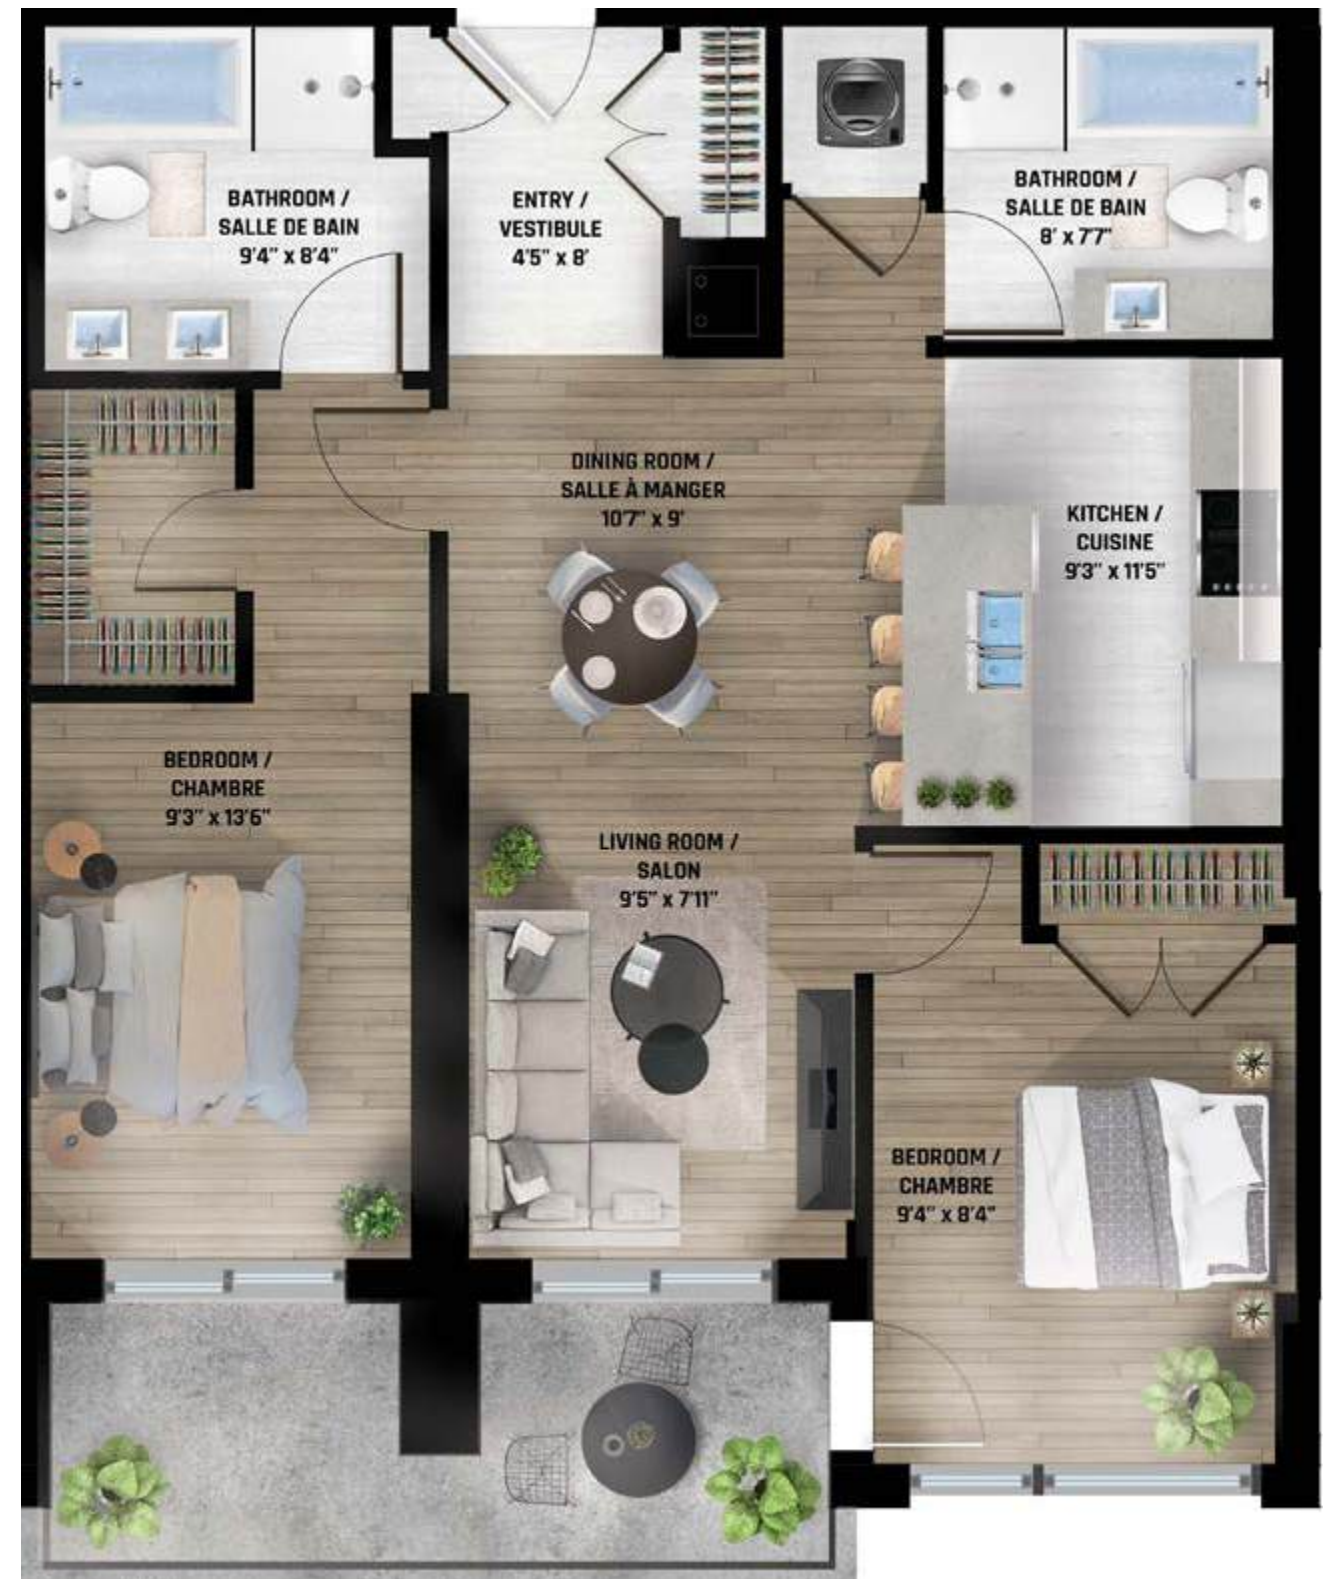 BATHROOM /
SALLE DE BAIN
9'4" x 8'4"
ENTRY /
VESTIBULE
4'5" x 8'
BATHROOM /
SALLE DE BAIN
8' x 7'7"
DINING ROOM /
SALLE À MANGER
10'7" x 9'
KITCHEN /
CUISINE
9'3" x 11'5"
BEDROOM /
CHAMBRE
9'3" x 13'6"
LIVING ROOM /
SALON
9'5" x 7'11"
BEDROOM /
CHAMBRE
9'4" x 8'4"